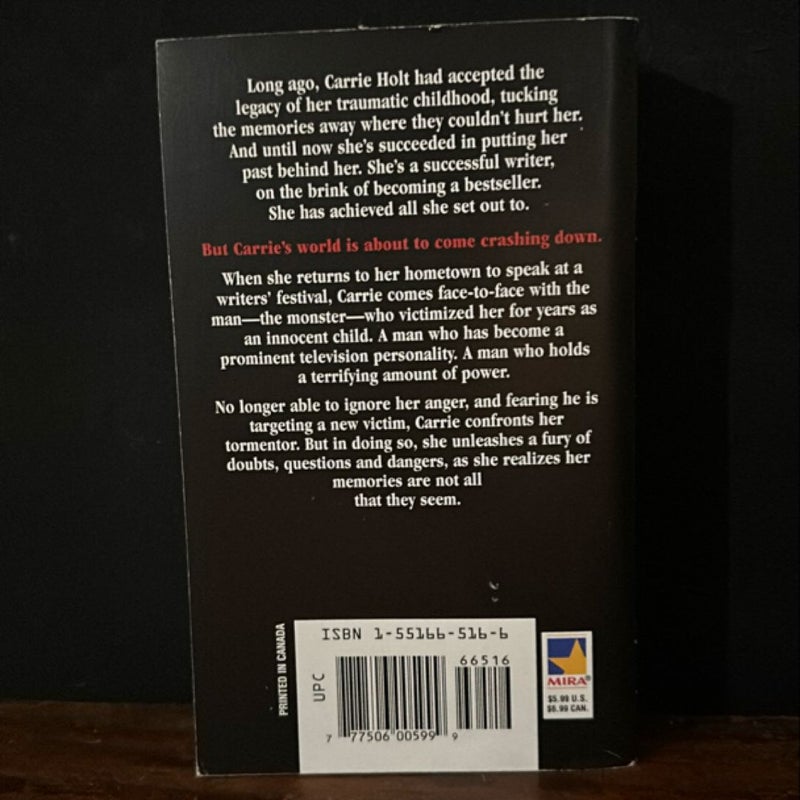 Long ago, Carrie Holt had accepted the
legacy of her traumatic childhood, tucking
the memories away where they couldn't hurt her.
And until now she's succeeded in putting her
past behind her. She's a successful writer,
on the brink of becoming a bestseller.
She has achieved all she set out to.
But Carrie's world is about to come crashing down.
When she returns to her hometown to speak at a
writers' festival, Carrie comes face-to-face with the
man—the monster—who victimized her for years as
an innocent child. A man who has become a
prominent television personality. A man who holds
a terrifying amount of power.
No longer able to ignore her anger, and fearing he is
targeting a new victim, Carrie confronts her
tormentor. But in doing so, she unleashes a fury of
doubts, questions and dangers, as she realizes her
memories are not all
that they seem.
PRINTED IN CANADA
ISBN 1-55166-516-6
66516
UPC
7 77506 00599 9
MIRA®
$5.99 U.S.
$6.99 CAN.